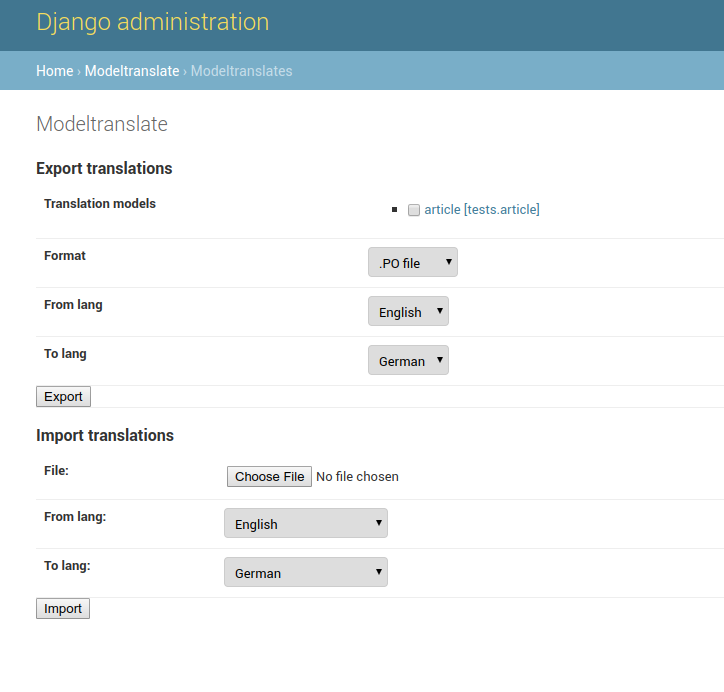 Django administration
Home › Modeltranslate › Modeltranslates
Modeltranslate
Export translations
Translation models
article [tests.article]
Format
.PO file
From lang
English
To lang
German
Export
Import translations
File:
Choose File No file chosen
From lang:
English
To lang:
German
Import